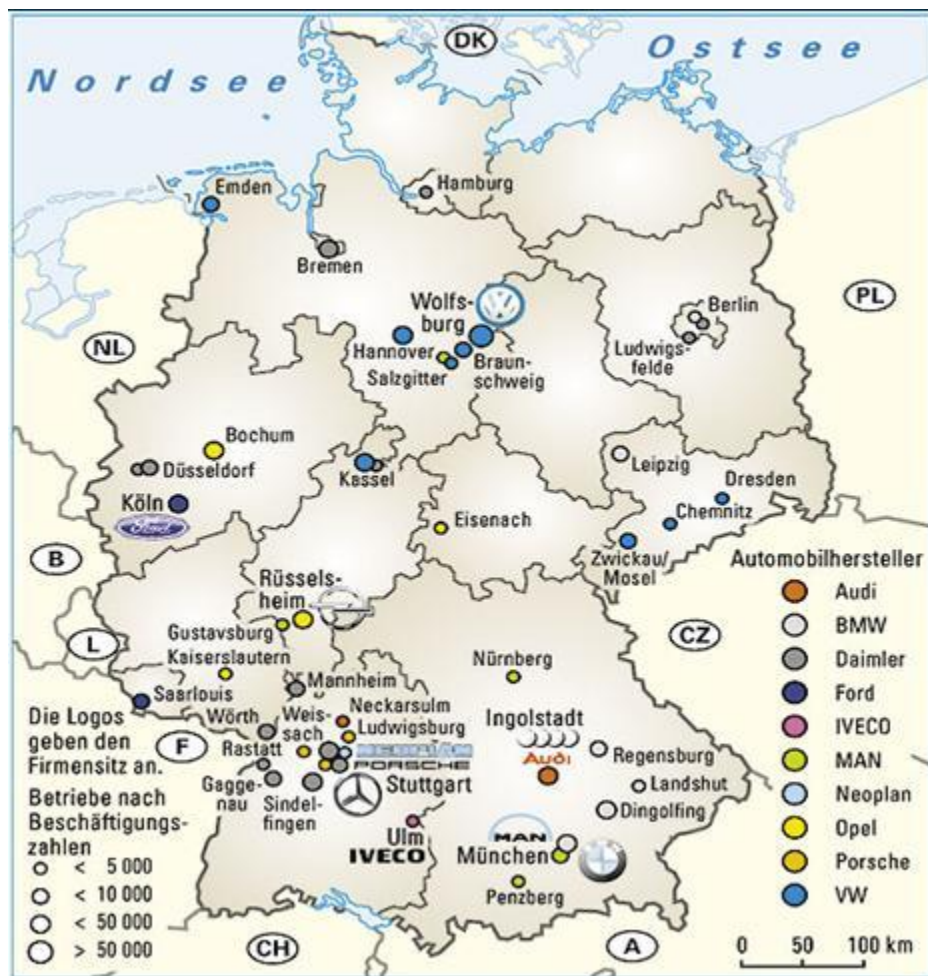 Nordsee
DK
Ostsee
Emden
Hamburg
Bremen
PL
Berlin
Wolfs-
burg
NL
Hannover
Ludwigs-
felde
Salzgitter
Braun-
schweig
Bochum
Düsseldorf
Kassel
Leipzig
Dresden
Köln
Ford
Chemnitz
Eisenach
Zwickau/
Mosel
B
Rüssels-
heim
Gustavsburg
L
CZ
Kaiserslautern
Nürnberg
Saarlouis
Mannheim
Neckarsulm
Wörth
Weis-
sach
Ludwigsburg
Ingolstadt
Audi
Regensburg
F
Rastatt
PORSCHE
Stuttgart
Gagge-
nau
Sindel-
fingen
Landshut
Dingolfing
Ulm
IVECO
MAN
München
Penzberg
CH
A
Automobilhersteller
Audi
BMW
Daimler
Ford
IVECO
MAN
Neoplan
Opel
Porsche
VW
Die Logos
geben den
Firmensitz an.
Betriebe nach
Beschäftigungs-
zahlen
< 5 000
< 10 000
< 50 000
> 50 000
0 50 100 km